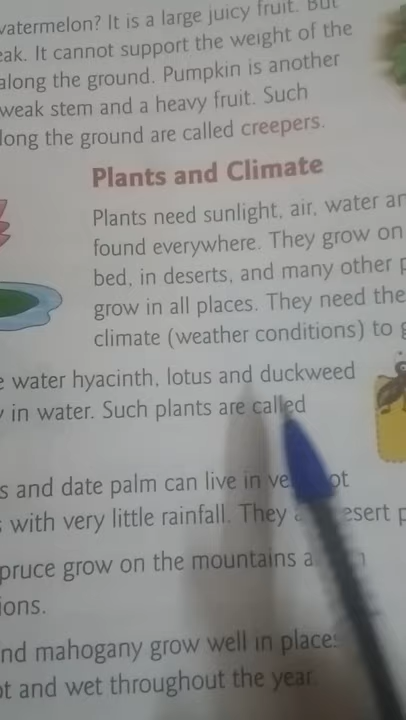 watermelon? It is a large juicy fruit. But
eak. It cannot support the weight of the
along the ground. Pumpkin is another
weak stem and a heavy fruit. Such
long the ground are called creepers.
Plants and Climate
Plants need sunlight, air, water an
found everywhere. They grow on
bed, in deserts, and many other p
grow in all places. They need the
climate (weather conditions) to g
e water hyacinth, lotus and duckweed
y in water. Such plants are called
s and date palm can live in ve ot
s with very little rainfall. They a esert p
pruce grow on the mountains a
ions.
nd mahogany grow well in places
ot and wet throughout the year.